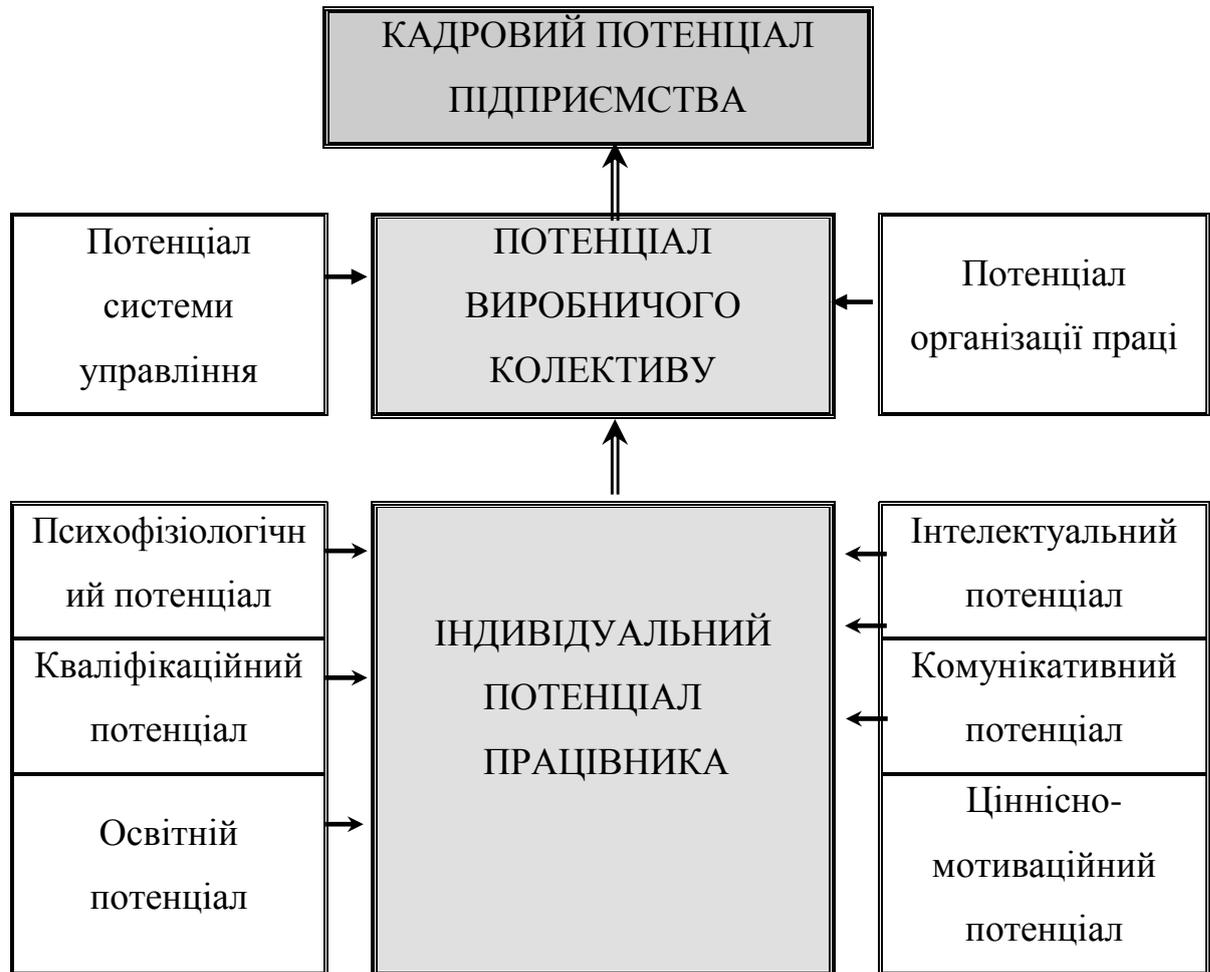 КАДРОВИЙ ПОТЕНЦІАЛ
ПІДПРИЄМСТВА
Потенціал
системи
управління
ПОТЕНЦІАЛ
ВИРОБНИЧОГО
КОЛЕКТИВУ
Потенціал
організації праці
Психофізіологічн
ий потенціал
Кваліфікаційний
потенціал
Освітній
потенціал
ІНДИВІДУАЛЬНИЙ
ПОТЕНЦІАЛ
ПРАЦІВНИКА
Інтелектуальний
потенціал
Комунікативний
потенціал
Ціннісно-
мотиваційний
потенціал